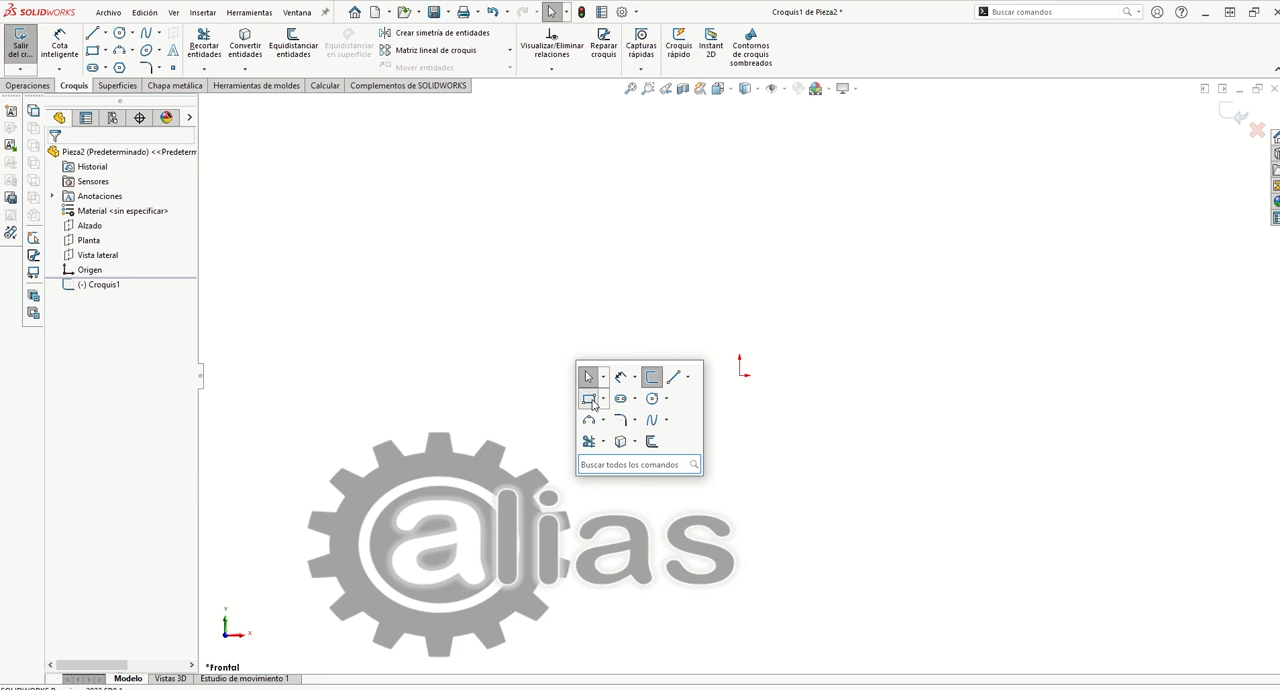 SOLIDWORKS Archivo Edición Ver Insertar Herramientas Ventana Croquis1 de Pieza2 * Buscar comandos
Salir del cr...
Cota inteligente
Recortar entidades
Convertir entidades
Equidistanciar entidades
Equidistanciar en superficie
Crear simetría de entidades
Matriz lineal de croquis
Mover entidades
Visualizar/Eliminar relaciones
Reparar croquis
Capturas rápidas
Croquis rápido
Instant 2D
Contornos de croquis sombreados
Operaciones Croquis Superficies Chapa metálica Herramientas de moldes Calcular Complementos de SOLIDWORKS
Pieza2 (Predeterminado) <<Predeterm
Historial
Sensores
Anotaciones
Material <sin especificar>
Alzado
Planta
Vista lateral
Origen
(-) Croquis1
Buscar todos los comandos
alias
Y
X
*Frontal
Modelo Vistas 3D Estudio de movimiento 1